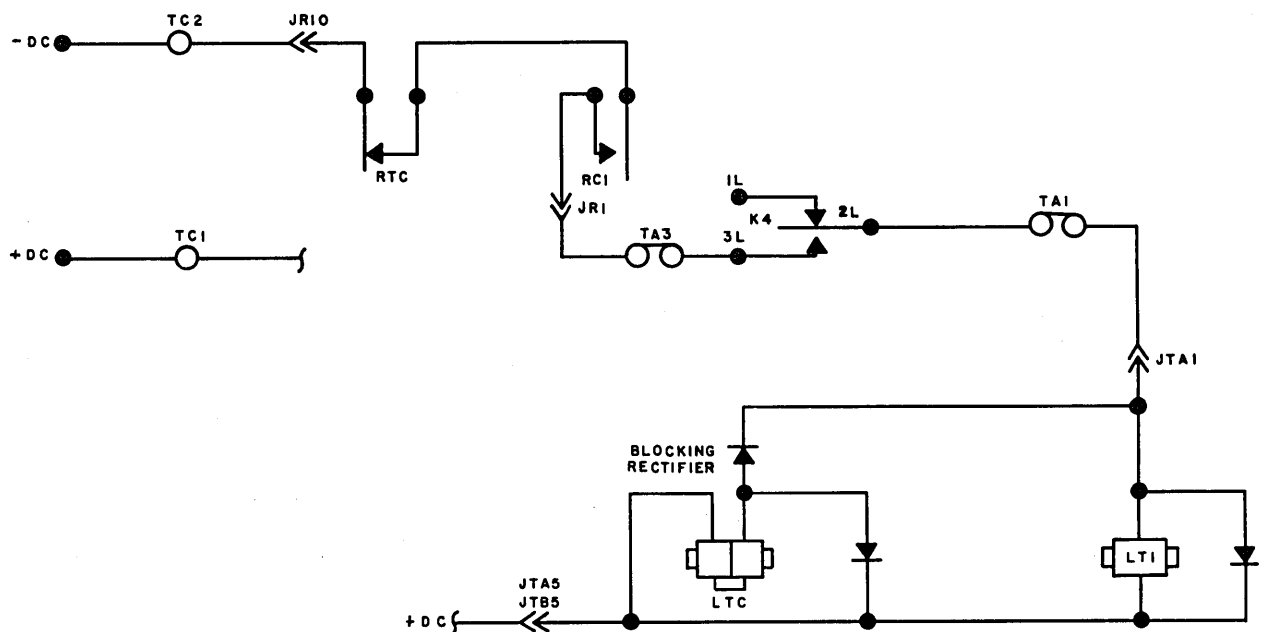 TC2
JR10
-DC
RTC
RC1
1L
JR1
K4
2L
TA1
TA3
3L
TC1
+DC
JTA1
BLOCKING
RECTIFIER
LT1
JTA5
JTB5
LTC
+DC